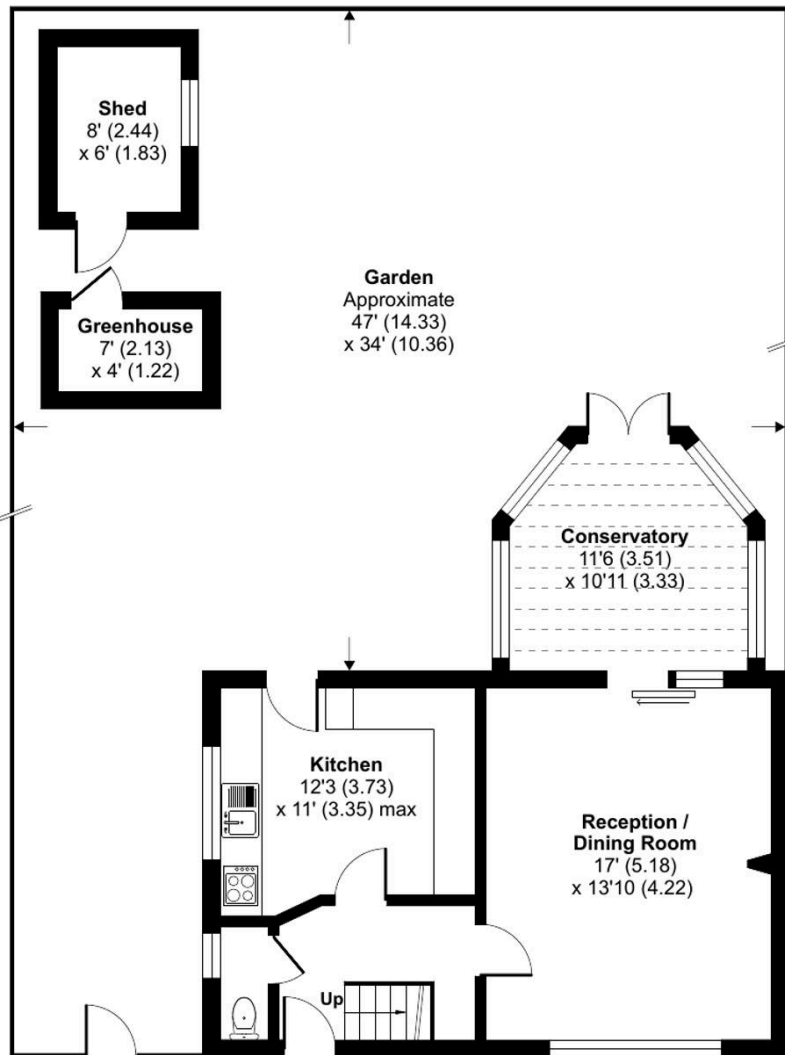 Shed
8' (2.44)
x 6' (1.83)
Garden
Approximate
47' (14.33)
x 34' (10.36)
Greenhouse
7' (2.13)
x 4' (1.22)
Conservatory
11'6 (3.51)
x 10'11 (3.33)
Kitchen
12'3 (3.73)
x 11' (3.35) max
Reception /
Dining Room
17' (5.18)
x 13'10 (4.22)
Up